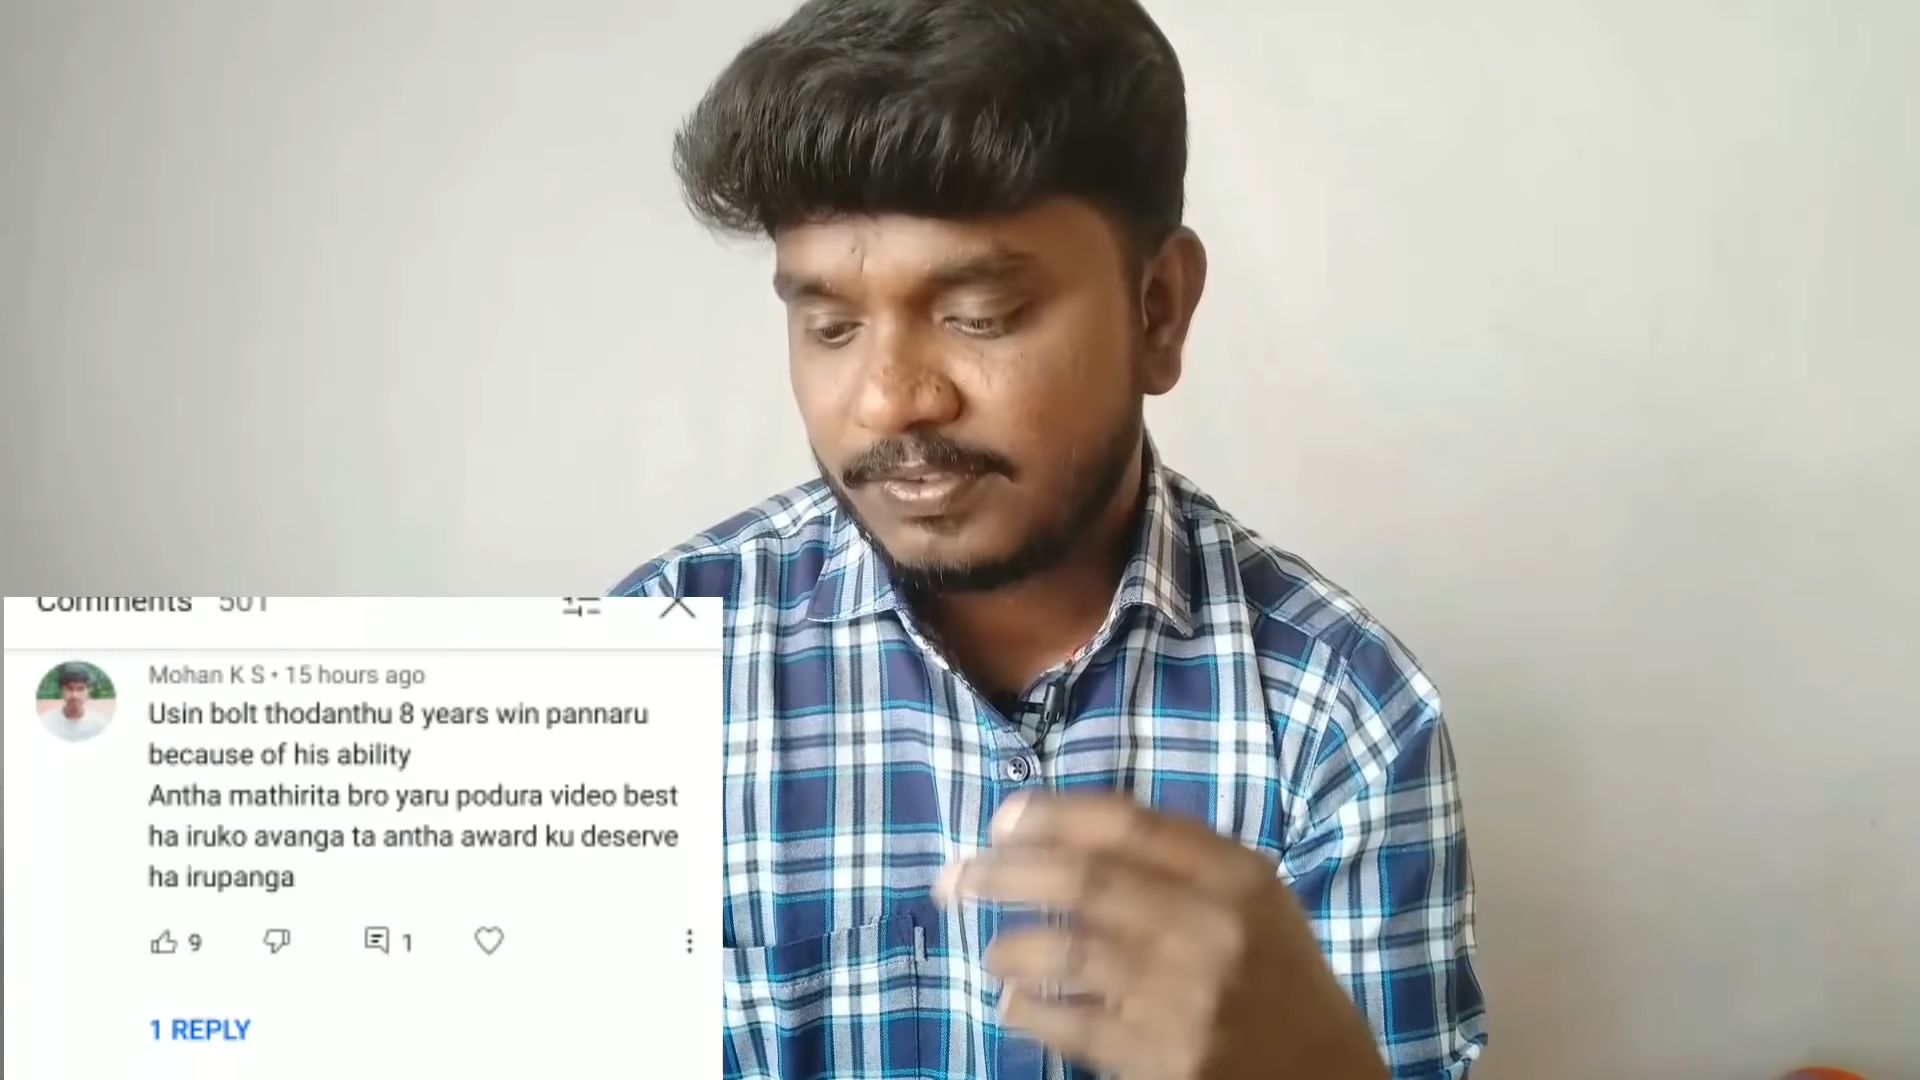 Comments 501
Mohan K S • 15 hours ago
Usin bolt thodanthu 8 years win pannaru
because of his ability
Antha mathirita bro yaru podura video best
ha iruko avanga ta antha award ku deserve
ha irupanga
9 1
1 REPLY